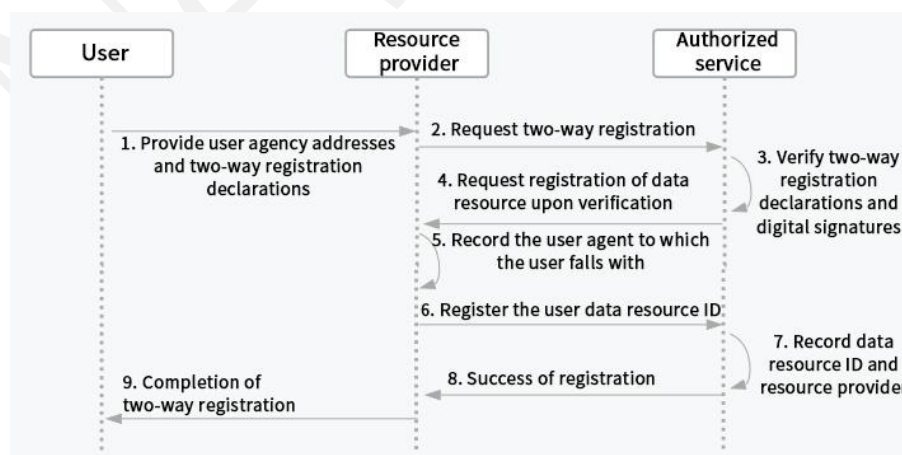 User
Resource
provider
Authorized
service
1. Provide user agency addresses
and two-way registration
declarations
2. Request two-way registration
3. Verify two-way
registration
declarations and
digital signatures
4. Request registration of data
resource upon verification
5. Record the user agent to which
the user falls with
6. Register the user data resource ID
7. Record data
resource ID and
resource provide
8. Success of registration
9. Completion of
two-way registration